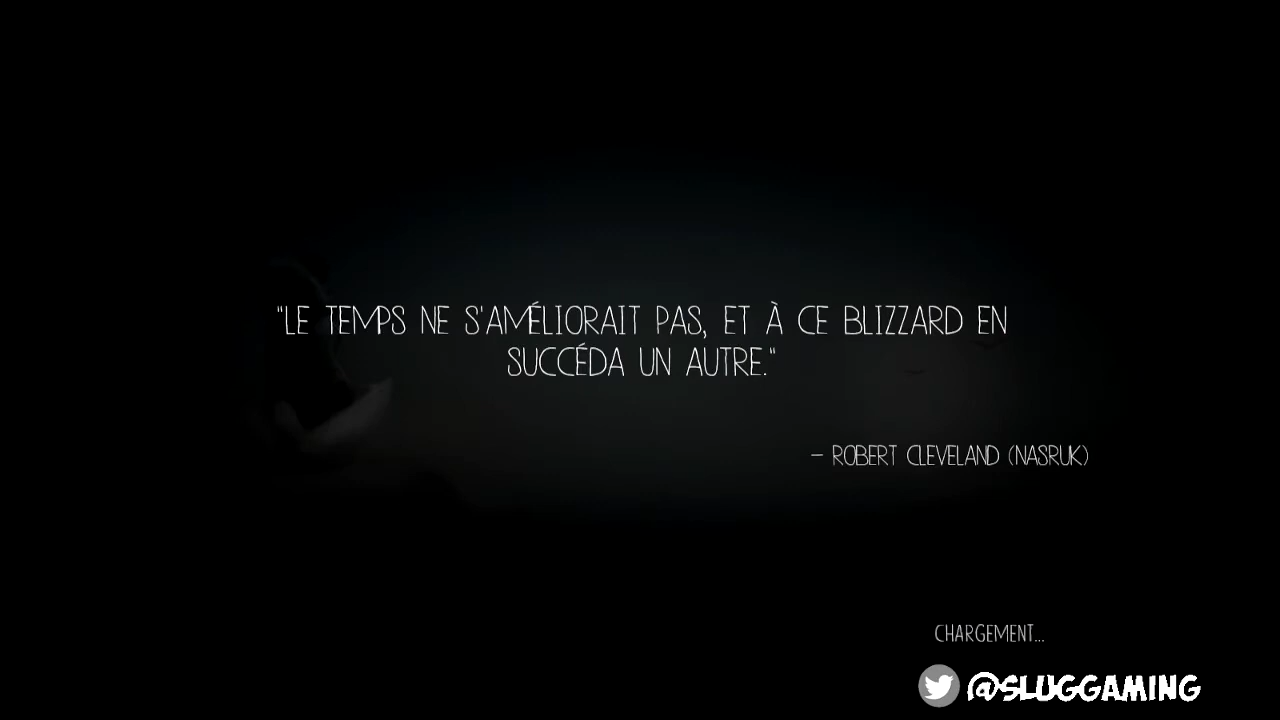 "LE TEMPS NE S'AMÉLIORAIT PAS, ET À CE BLIZZARD EN
SUCCÉDA UN AUTRE."
– ROBERT CLEVELAND (NASRUK)
CHARGEMENT...
@SLUGGAMING